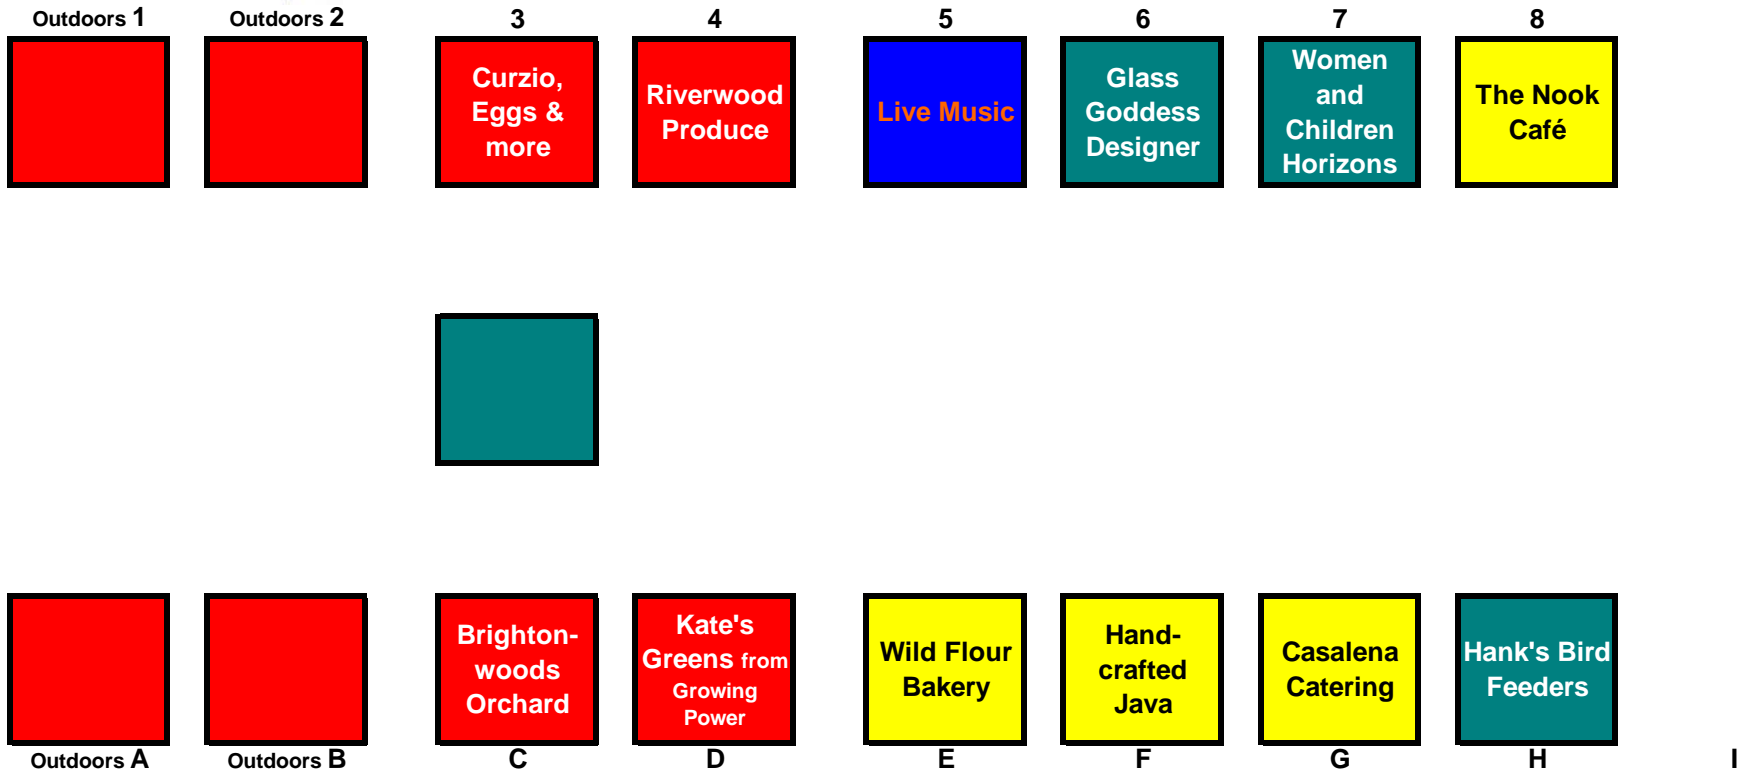 Outdoors 1 Outdoors 2 3 4 5 6 7 8
Curzio,
Eggs &
more
Riverwood
Produce
Live Music
Glass
Goddess
Designer
Women
and
Children
Horizons
The Nook
Café
Brighton-
woods
Orchard
Kate's
Greens from
Growing
Power
Wild Flour
Bakery
Hand-
crafted
Java
Casalena
Catering
Hank's Bird
Feeders
Outdoors A Outdoors B C D E F G H I